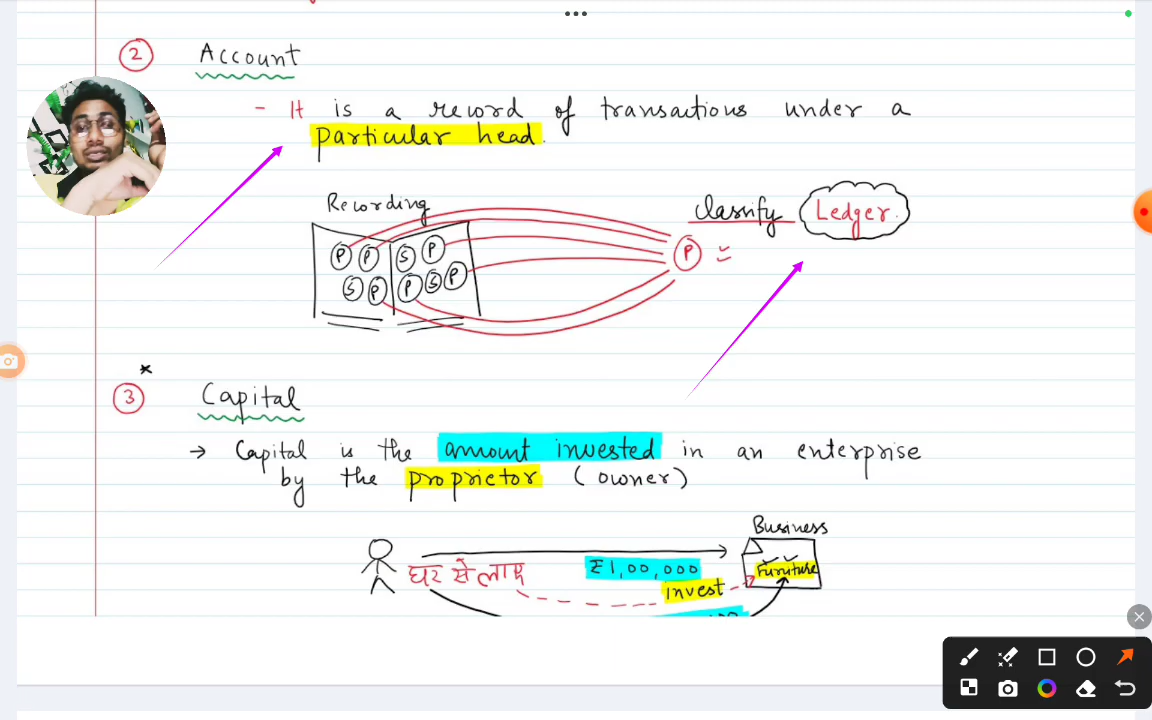 2 Account
- It is a record of transactions under a
particular head.
Recording
classify Ledger.
P P S P
P
S P P S P
3 Capital
→ Capital is the amount invested in an enterprise
by the proprietor (owner)
Business
घर से लाए ₹1,00,000 Furniture
invest